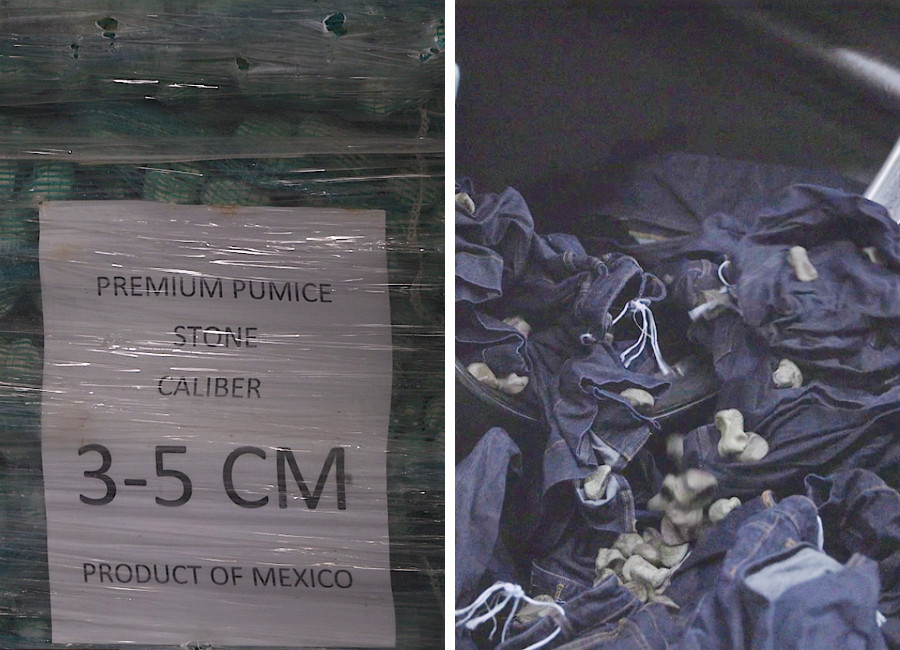 PREMIUM PUMICE
STONE
CALIBER
3-5 CM
PRODUCT OF MEXICO